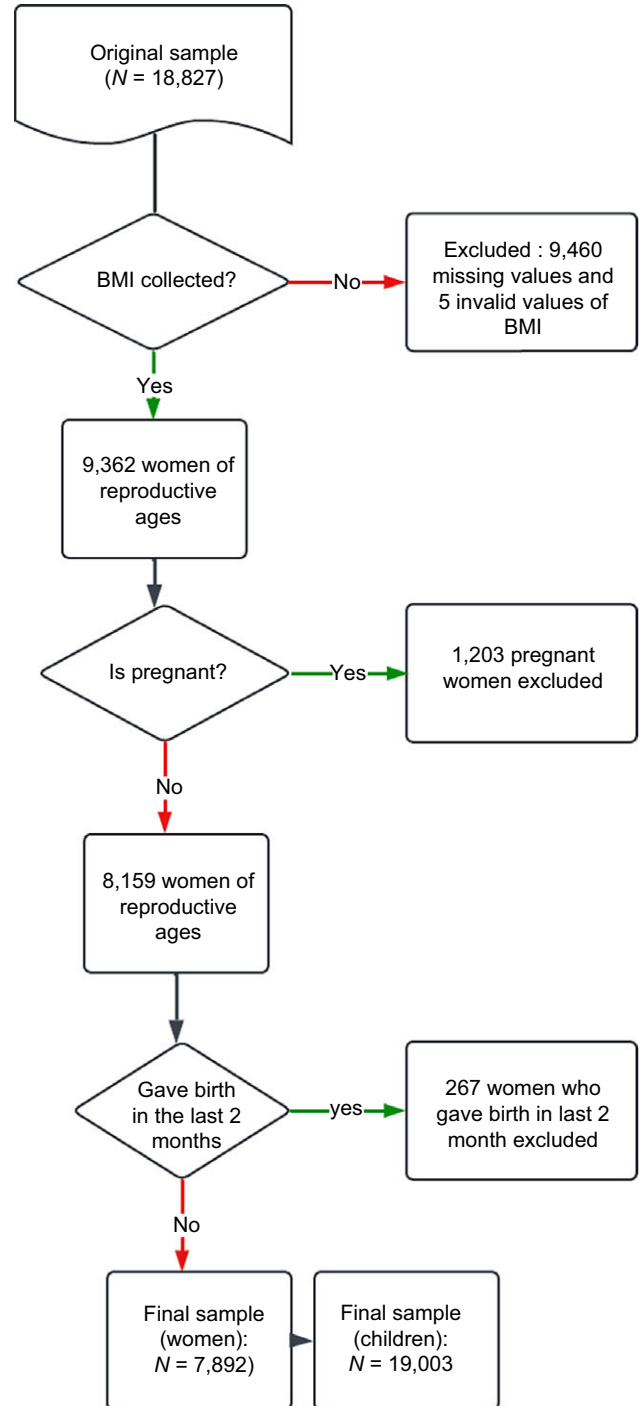 Original sample
(N = 18,827)
BMI collected?
No
Excluded : 9,460
missing values and
5 invalid values of
BMI
Yes
9,362 women of
reproductive
ages
Is pregnant?
Yes
1,203 pregnant
women excluded
No
8,159 women of
reproductive
ages
Gave birth
in the last 2
months
yes
267 women who
gave birth in last 2
month excluded
No
Final sample
(women):
N = 7,892)
Final sample
(children):
N = 19,003